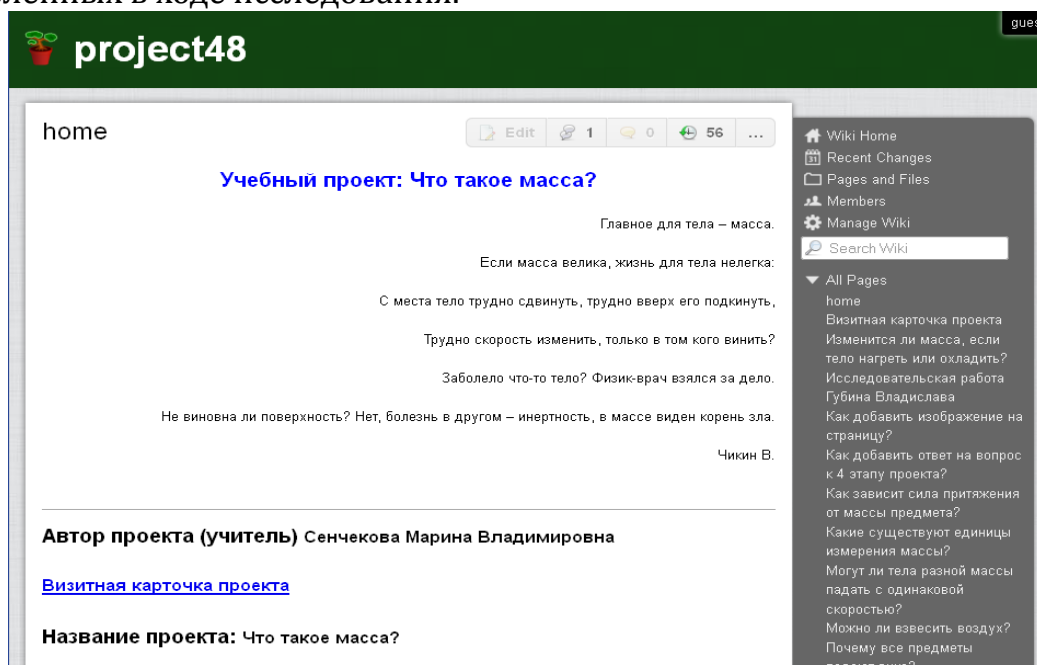 в ходе исследования.
gues
project48
home
Edit 1 0 56 ...
Учебный проект: Что такое масса?
Главное для тела – масса.
Если масса велика, жизнь для тела нелегка:
С места тело трудно сдвинуть, трудно вверх его подкинуть,
Трудно скорость изменить, только в том кого винить?
Заболело что-то тело? Физик-врач взялся за дело.
Не виновна ли поверхность? Нет, болезнь в другом – инертность, в массе виден корень зла.
Чикин В.
Автор проекта (учитель) Сенчекова Марина Владимировна
Визитная карточка проекта
Название проекта: Что такое масса?
Wiki Home
Recent Changes
Pages and Files
Members
Manage Wiki
Search Wiki
All Pages
home
Визитная карточка проекта
Изменится ли масса, если
тело нагреть или охладить?
Исследовательская работа
Губина Владислава
Как добавить изображение на
страницу?
Как добавить ответ на вопрос
к 4 этапу проекта?
Как зависит сила притяжения
от массы предмета?
Какие существуют единицы
измерения массы?
Могут ли тела разной массы
падать с одинаковой
скоростью?
Можно ли взвесить воздух?
Почему все предметы